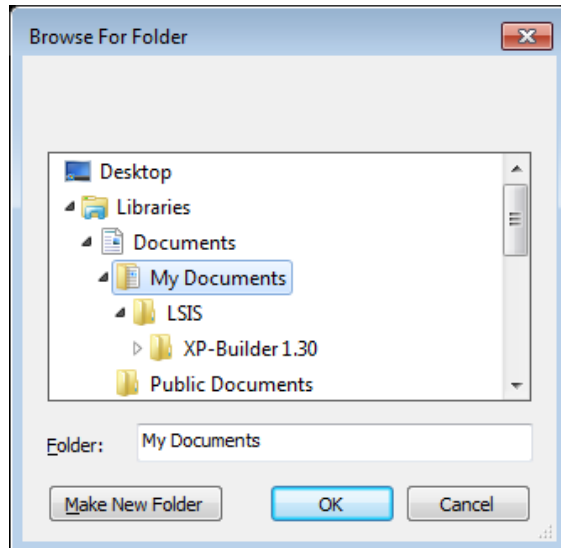 Browse For Folder
Desktop
Libraries
Documents
My Documents
LSIS
XP-Builder 1.30
Public Documents
Folder: My Documents
Make New Folder OK Cancel